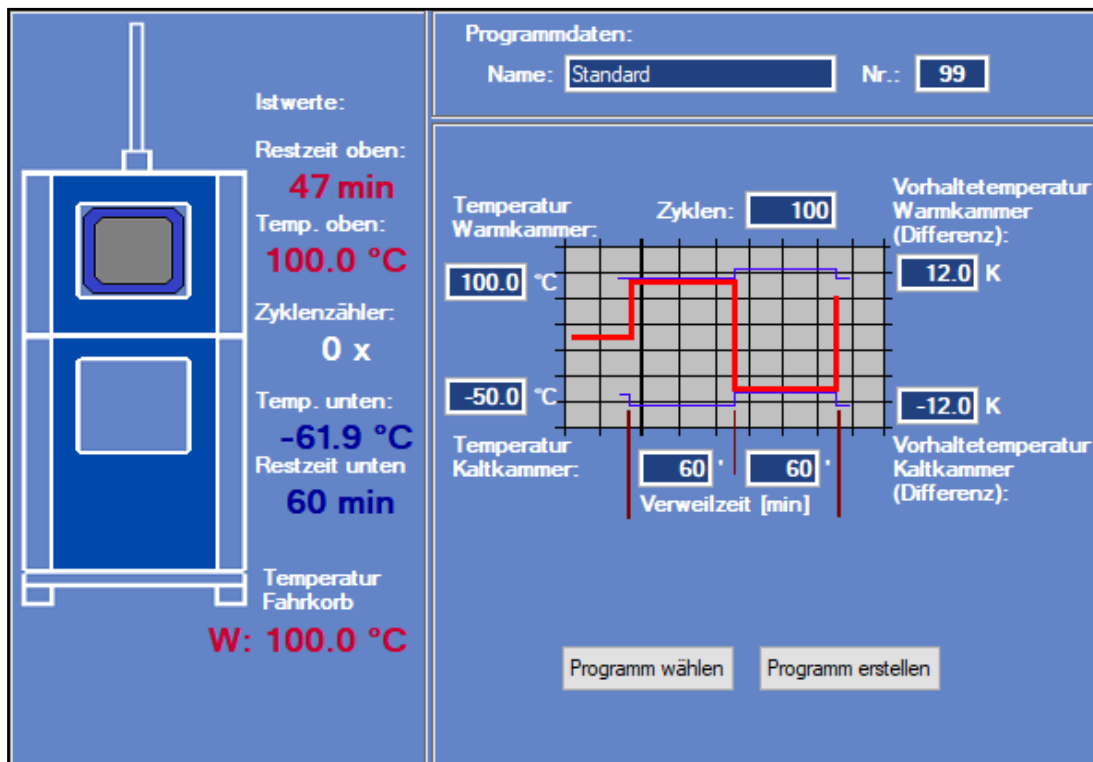 Istwerte:
Restzeit oben:
47 min
Temp. oben:
100.0 °C
Zyklenzähler:
0 x
Temp. unten:
-61.9 °C
Restzeit unten
60 min
Temperatur
Fahrkorb
W: 100.0 °C
Programmdaten:
Name: Standard Nr.: 99
Temperatur
Warmkammer:
Zyklen: 100
Vorhaltetemperatur
Warmkammer
(Differenz):
100.0 °C
12.0 K
-50.0 °C
-12.0 K
Temperatur
Kaltkammer:
60 ' 60 '
Verweilzeit [min]
Vorhaltetemperatur
Kaltkammer
(Differenz):
Programm wählen Programm erstellen